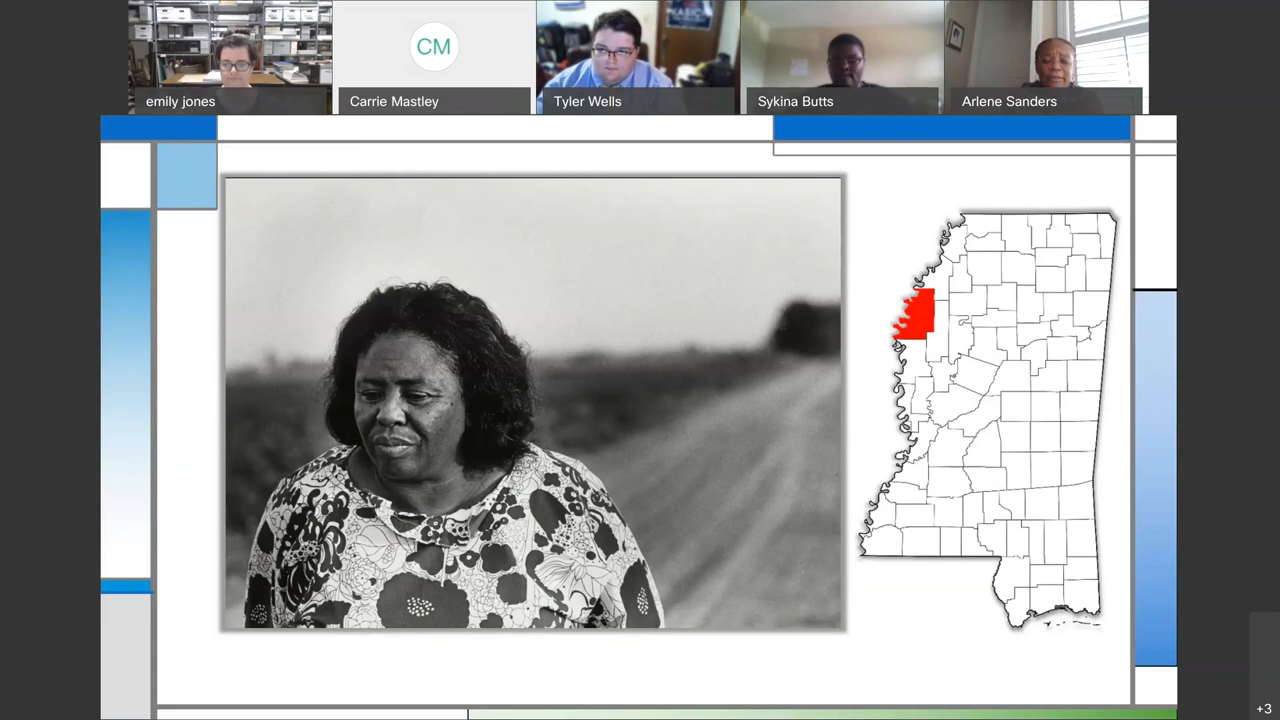 CM
emily jones
Carrie Mastley
Tyler Wells
Sykina Butts
Arlene Sanders
+3